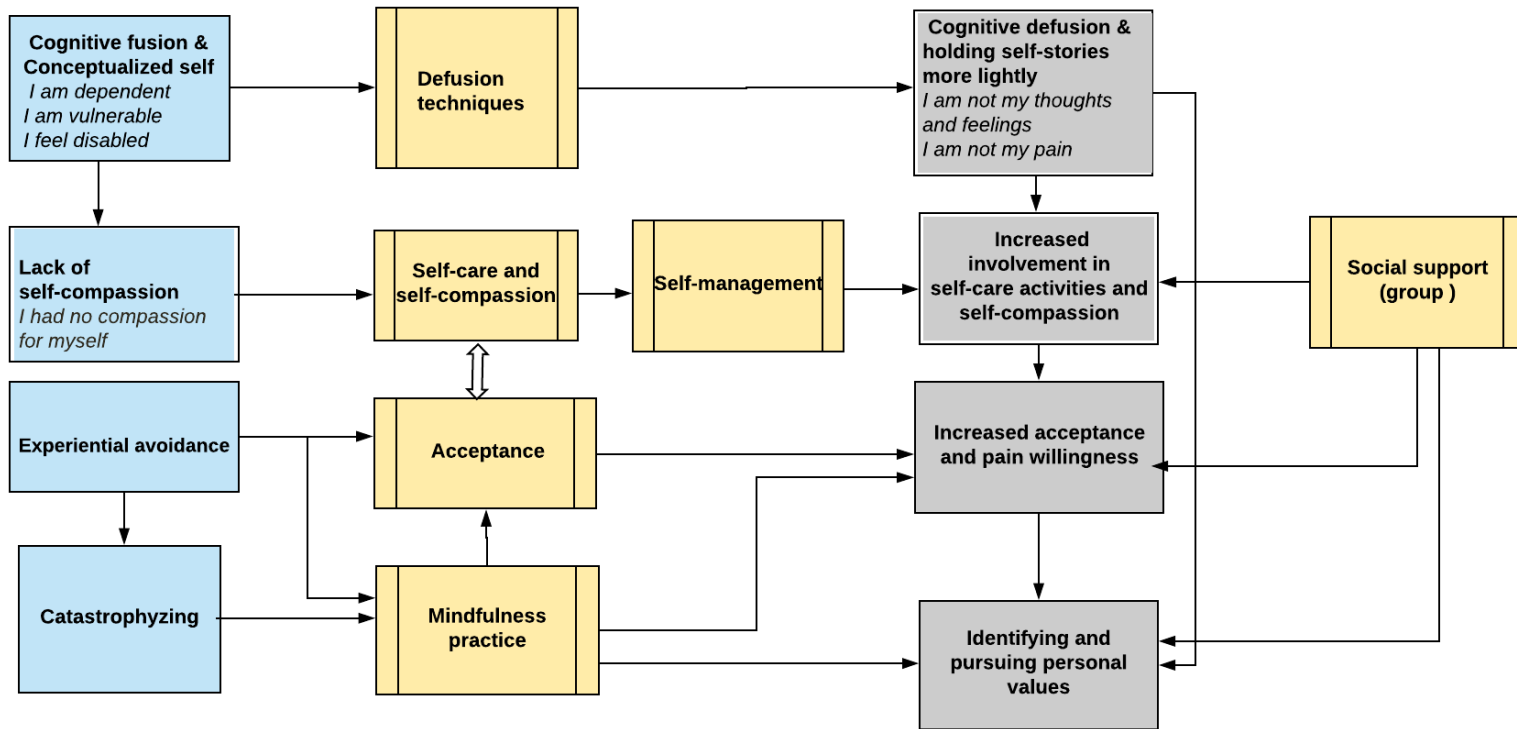 Cognitive fusion &
Conceptualized self
I am dependent
I am vulnerable
I feel disabled
Defusion
techniques
Cognitive defusion &
holding self-stories
more lightly
I am not my thoughts
and feelings
I am not my pain
Lack of
self-compassion
I had no compassion
for myself
Self-care and
self-compassion
Self-management
Increased
involvement in
self-care activities and
self-compassion
Social support
(group )
Experiential avoidance
Acceptance
Increased acceptance
and pain willingness
Catastrophyzing
Mindfulness
practice
Identifying and
pursuing personal
values